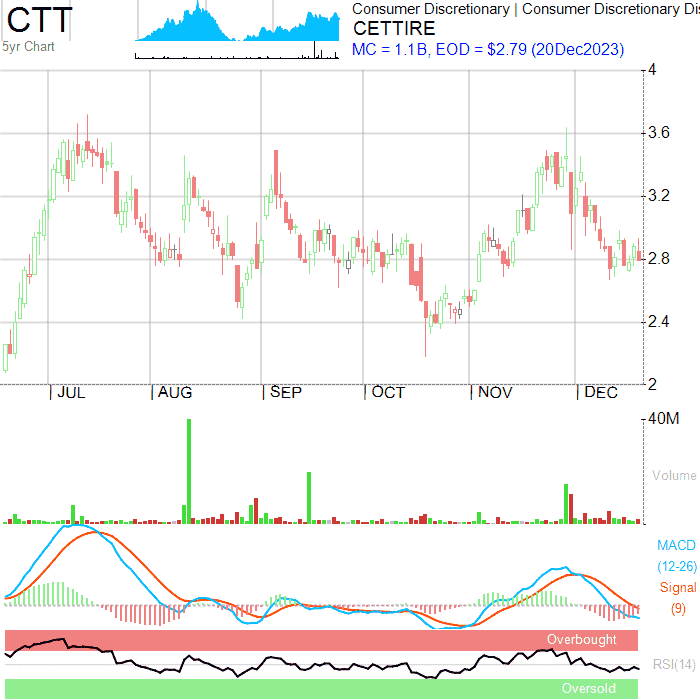 CTT
5yr Chart
Consumer Discretionary | Consumer Discretionary Dis
CETTIRE
MC = 1.1B, EOD = $2.79 (20Dec2023)
4
3.6
3.2
2.8
2.4
2
| JUL | AUG | SEP | OCT | NOV | DEC
40M
Volume
MACD
(12-26)
Signal
(9)
Overbought
RSI(14)
Oversold